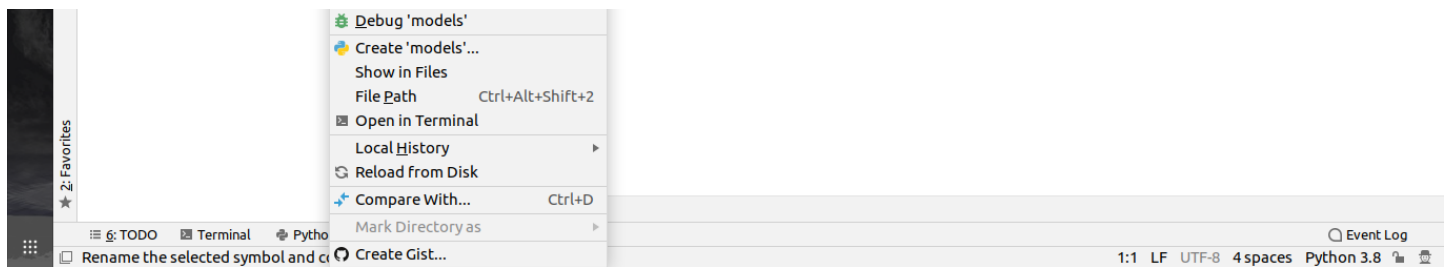 Debug 'models'
Create 'models'...
Show in Files
File Path Ctrl+Alt+Shift+2
Open in Terminal
Local History
Reload from Disk
Compare With... Ctrl+D
Mark Directory as
Create Gist...
2: Favorites
6: TODO Terminal Pytho
Event Log
Rename the selected symbol and co
1:1 LF UTF-8 4 spaces Python 3.8